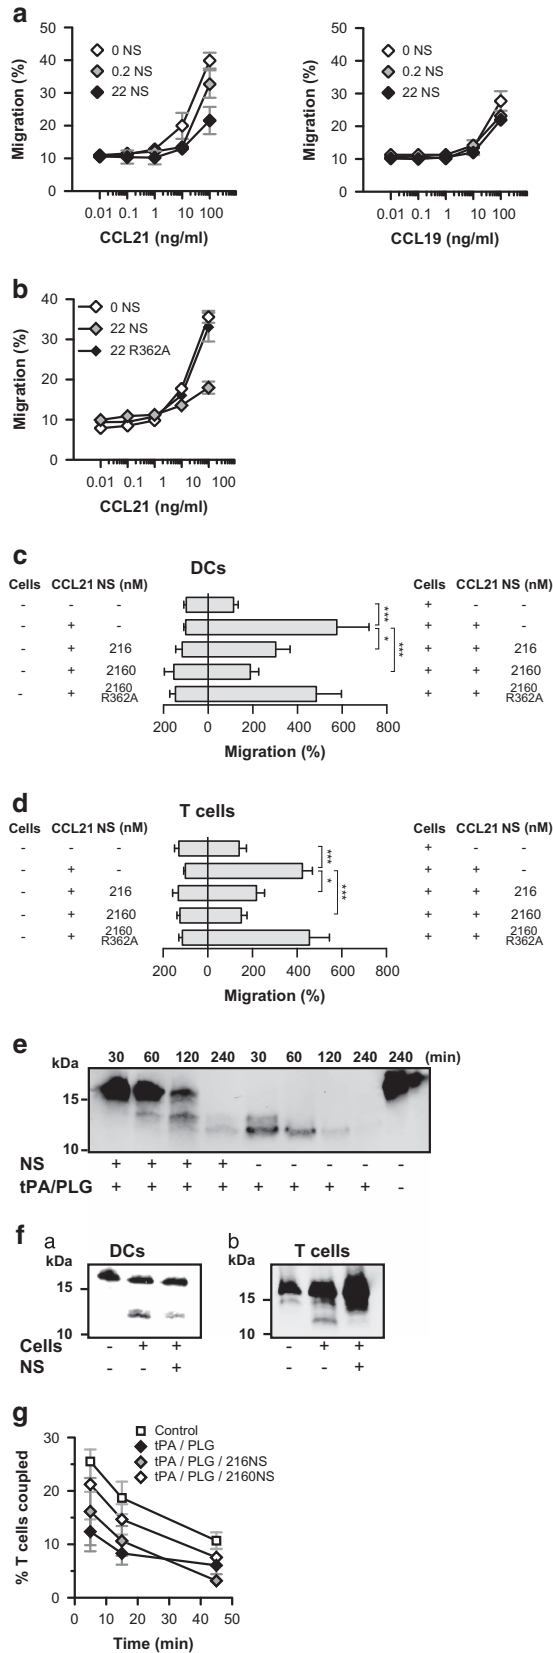 a
50
40
30
20
10
0
Migration (%)
0 NS
0.2 NS
22 NS
0.01 0.1 1 10 100
CCL21 (ng/ml)
50
40
30
20
10
0
Migration (%)
0 NS
0.2 NS
22 NS
0.01 0.1 1 10 100
CCL19 (ng/ml)
b
40
30
20
10
0
Migration (%)
0 NS
22 NS
22 R362A
0.01 0.1 1 10 100
CCL21 (ng/ml)
c
DCs
Cells CCL21 NS (nM) Cells CCL21 NS (nM)
- - - *** + - -
- + - * *** + + -
- + 216 + + 216
- + 2160 + + 2160
- + 2160 R362A + + 2160 R362A
200 0 200 400 600 800
Migration (%)
d
T cells
Cells CCL21 NS (nM) Cells CCL21 NS (nM)
- - - *** + - -
- + - * *** + + -
- + 216 + + 216
- + 2160 + + 2160
- + 2160 R362A + + 2160 R362A
200 0 200 400 600 800
Migration (%)
e
kDa 30 60 120 240 30 60 120 240 240 (min)
15
10
NS + + + + - - - - -
tPA/PLG + + + + + + + + -
f
a DCs
kDa
15
10
b T cells
kDa
15
10
Cells - + + - + +
NS - - + - - +
g
% T cells coupled
30
20
10
0
Control
tPA / PLG
tPA / PLG / 216NS
tPA / PLG / 2160NS
0 10 20 30 40 50
Time (min)